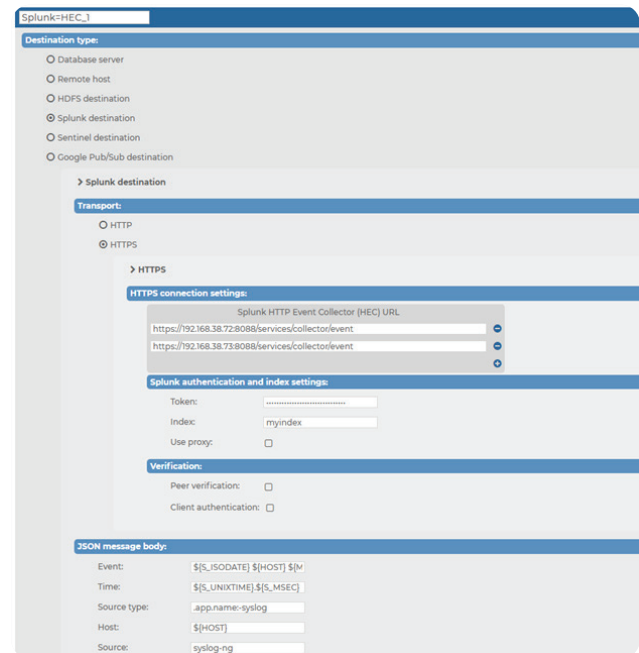 Splunk=HEC_1
Destination type:
Database server
Remote host
HDFS destination
Splunk destination
Sentinel destination
Google Pub/Sub destination
> Splunk destination
Transport:
HTTP
HTTPS
> HTTPS
HTTPS connection settings:
Splunk HTTP Event Collector (HEC) URL
https://192.168.38.72:8088/services/collector/event
https://192.168.38.73:8088/services/collector/event
Splunk authentication and index settings:
Token: ................................
Index: myindex
Use proxy:
Verification:
Peer verification:
Client authentication:
JSON message body:
Event: ${S_ISODATE} ${HOST} ${M
Time: ${S_UNIXTIME}.${S_MSEC}
Source type: .app.name:-syslog
Host: ${HOST}
Source: syslog-ng